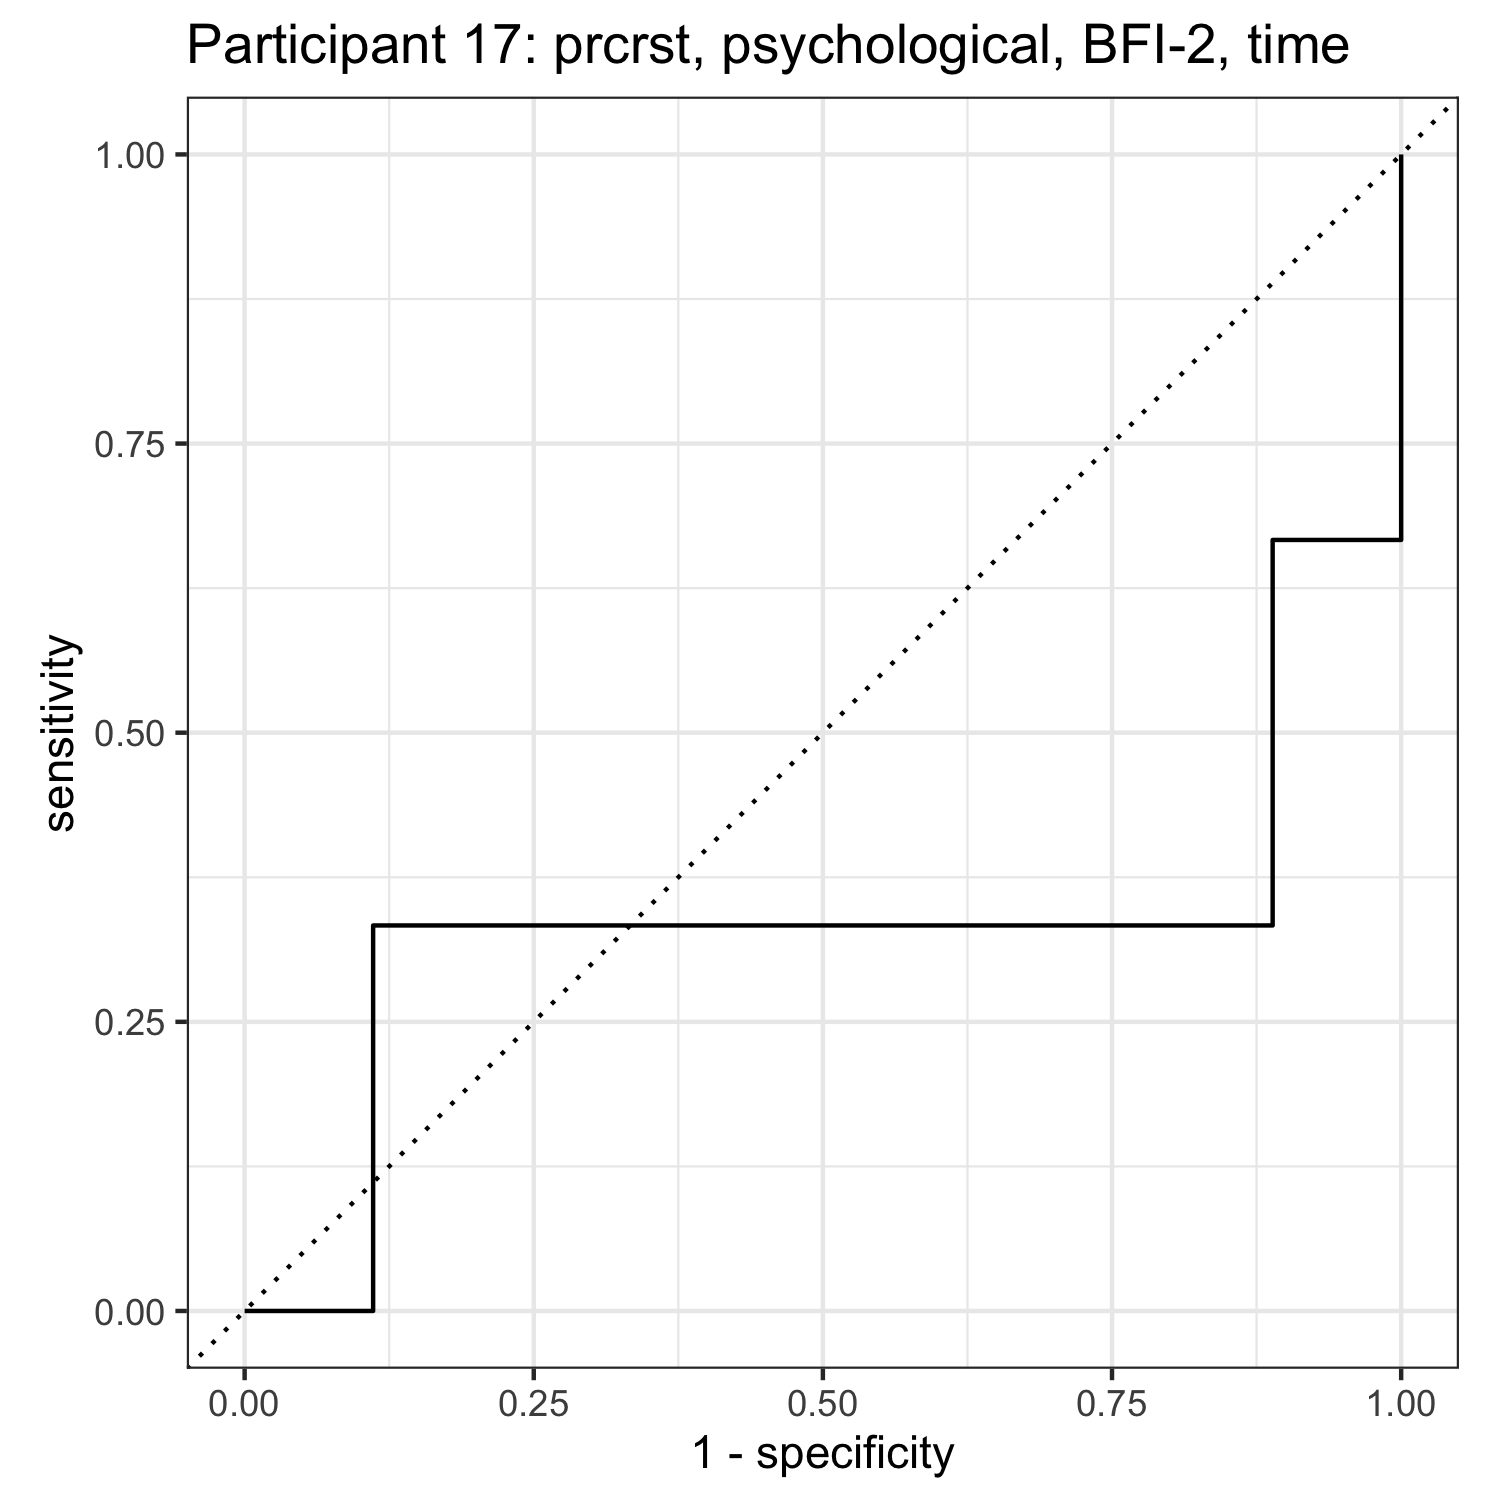 Participant 17: prcrst, psychological, BFI-2, time
1.00
0.75
0.50
0.25
0.00
sensitivity
0.00 0.25 0.50 0.75 1.00
1 - specificity